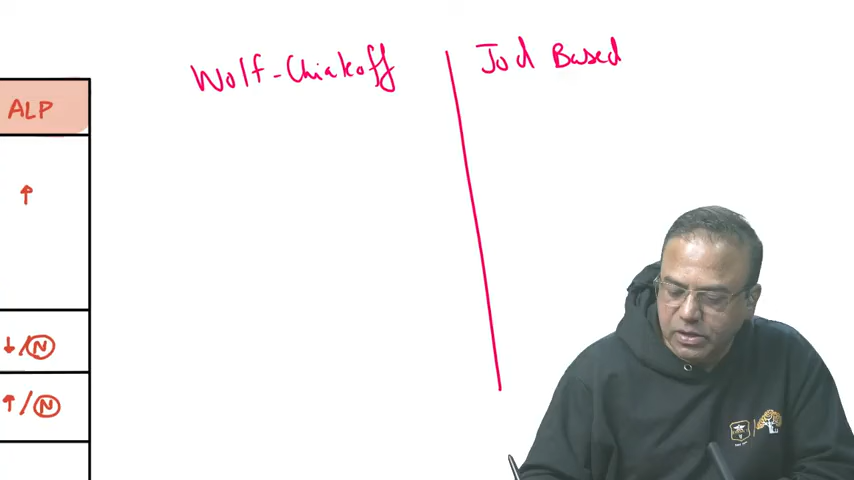 Wolf-Chiakoff
Jod Based
ALP
↑
↓/N
↑/N